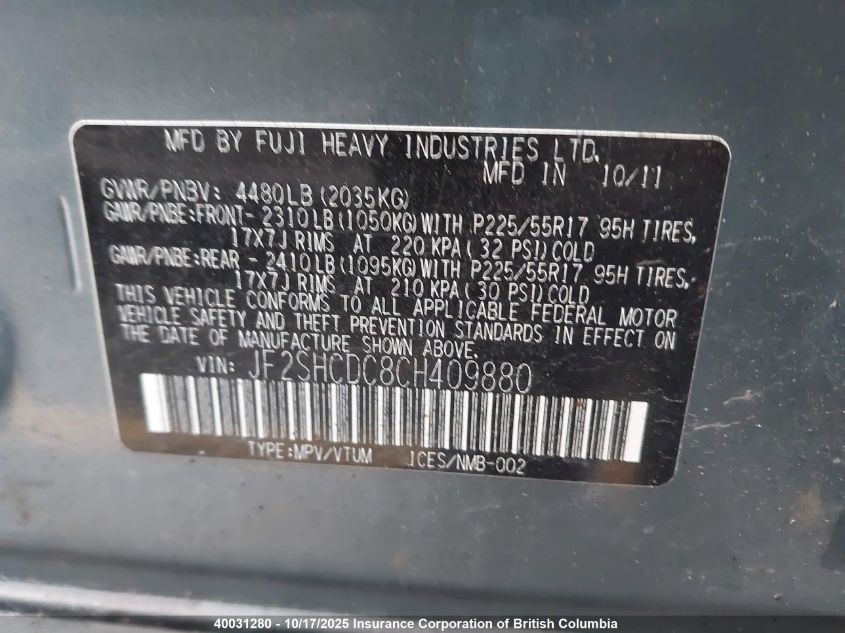 MFD BY FUJI HEAVY INDUSTRIES LTD.
MFD IN 10/11
GVWR/PNBV: 4480LB (2035KG)
GAWR/PNBE:FRONT- 2310LB(1050KG) WITH P225/55R17 95H TIRES,
17X7J RIMS AT 220 KPA( 32 PSI) COLD
GAWR/PNBE:REAR - 2410LB(1095KG) WITH P225/55R17 95H TIRES,
17X7J RIMS AT 210 KPA( 30 PSI) COLD
THIS VEHICLE CONFORMS TO ALL APPLICABLE FEDERAL MOTOR
VEHICLE SAFETY AND THEFT PREVENTION STANDARDS IN EFFECT ON
THE DATE OF MANUFACTURE SHOWN ABOVE.
VIN: JF2SHCDC8CH409880
TYPE:MPV/VTUM ICES/NMB-002
40031280 - 10/17/2025 Insurance Corporation of British Columbia